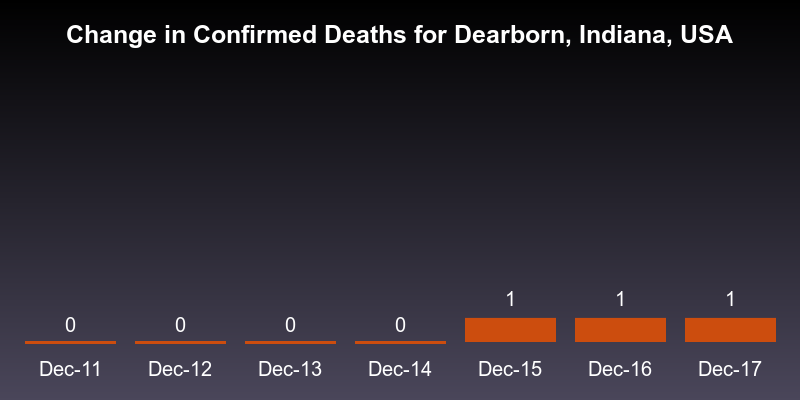 Change in Confirmed Deaths for Dearborn, Indiana, USA
0 0 0 0 1 1 1
Dec-11 Dec-12 Dec-13 Dec-14 Dec-15 Dec-16 Dec-17